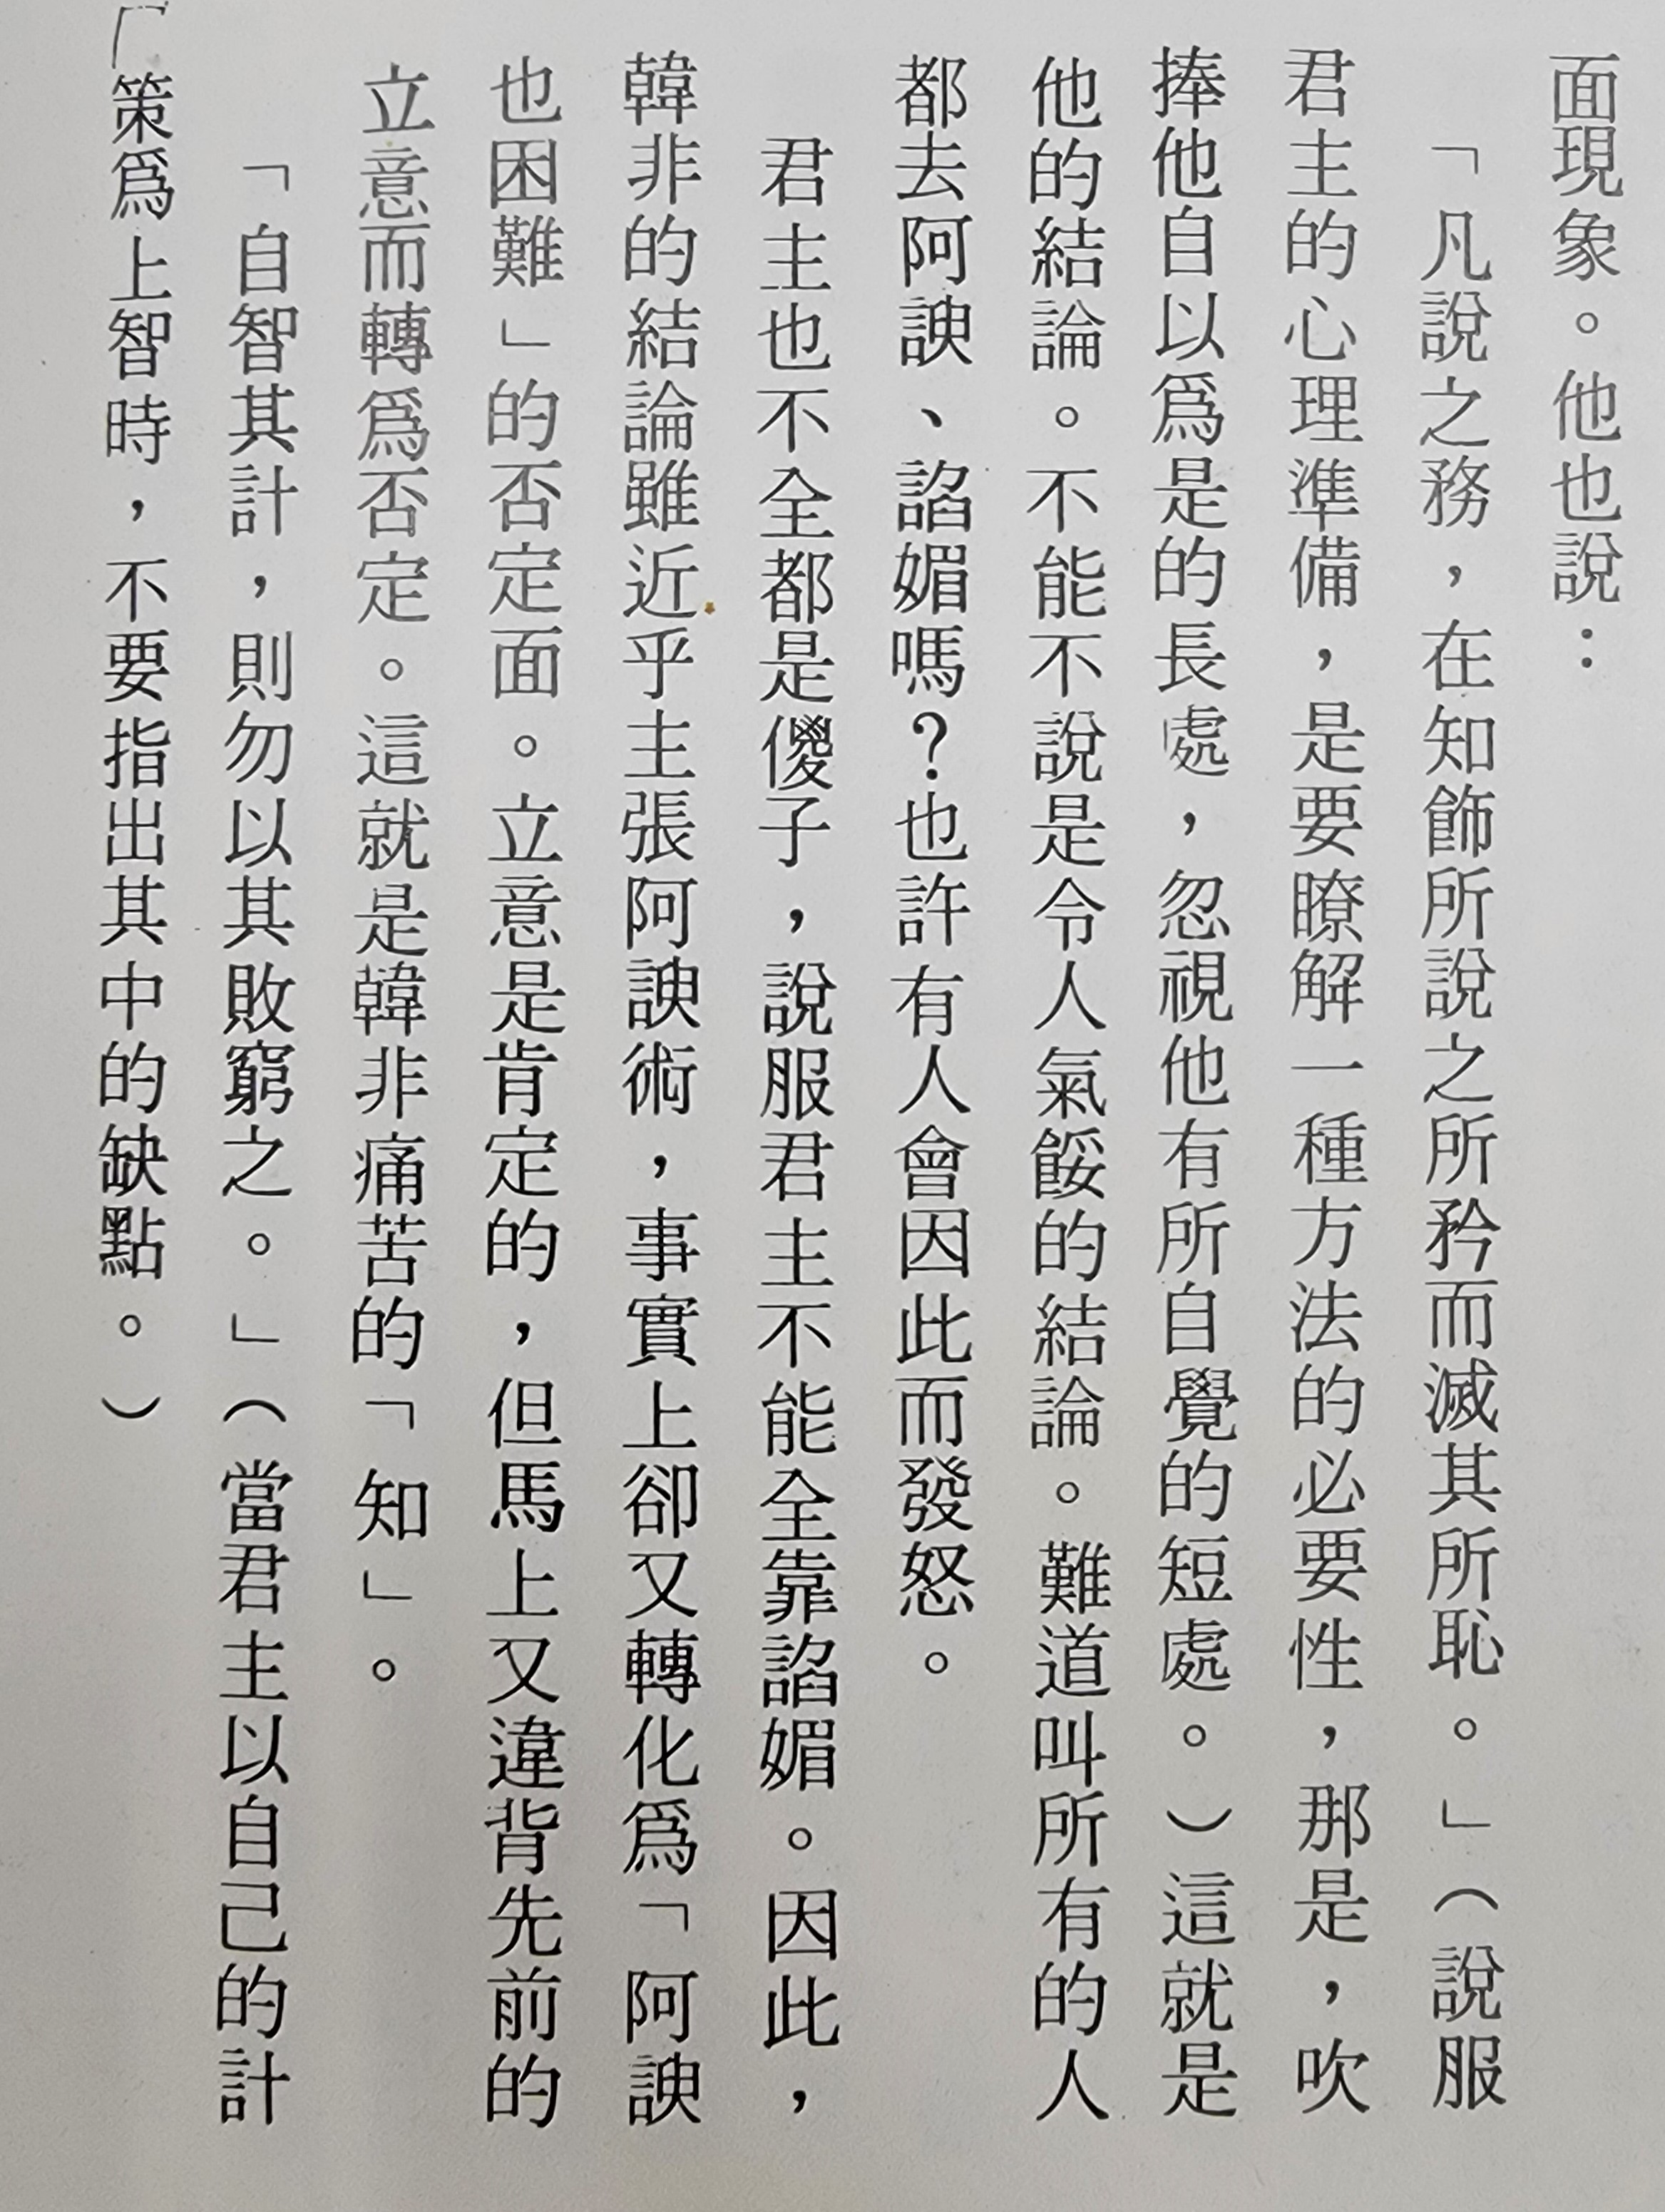 面現象。他也說：
「凡說之務，在知飾所說之所矜而滅其所恥。」（說服
君主的心理準備，是要瞭解一種方法的必要性，那是，吹
捧他自以爲是的長處，忽視他有所自覺的短處。）這就是
他的結論。不能不說是令人氣餒的結論。難道叫所有的人
都去阿諛、諂媚嗎？也許有人會因此而發怒。
君主也不全都是傻子，說服君主不能全靠諂媚。因此，
韓非的結論雖近乎主張阿諛術，事實上卻又轉化爲「阿諛
也困難」的否定面。立意是肯定的，但馬上又違背先前的
立意而轉爲否定。這就是韓非痛苦的「知」。
「自智其計，則勿以其敗窮之。」（當君主以自己的計
策爲上智時，不要指出其中的缺點。）